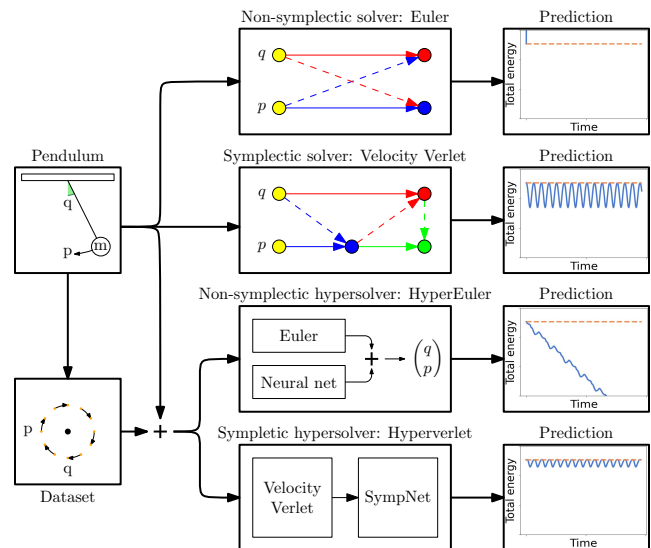 Non-symplectic solver: Euler
Prediction
q
p
Total energy
Time
Pendulum
q
p
m
Symplectic solver: Velocity Verlet
Prediction
q
p
Total energy
Time
Non-symplectic hypersolver: HyperEuler
Prediction
Euler
Neural net
+
(q p)
Total energy
Time
p
q
Dataset
+
Sympletic hypersolver: Hyperverlet
Prediction
Velocity
Verlet
SympNet
Total energy
Time